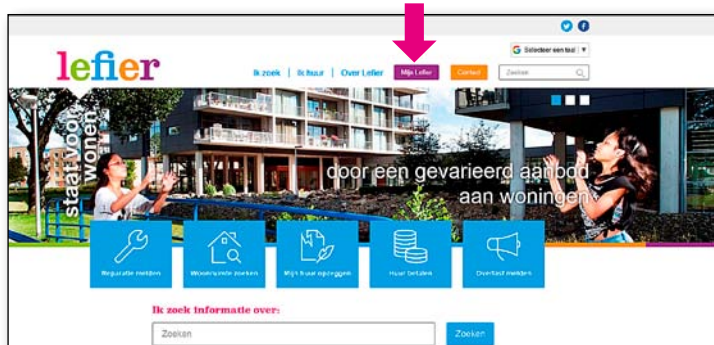 Selecteer een taal ▼
lefier
Ik zoek | Ik huur | Over Lefier Mijn Lefier Contact Zoeken
staat voor
wonen
door een gevarieerd aanbod
aan woningen
Reparatie melden Woonruimte zoeken Mijn huur opzeggen Huur betalen Overlast melden
Ik zoek informatie over:
Zoeken Zoeken